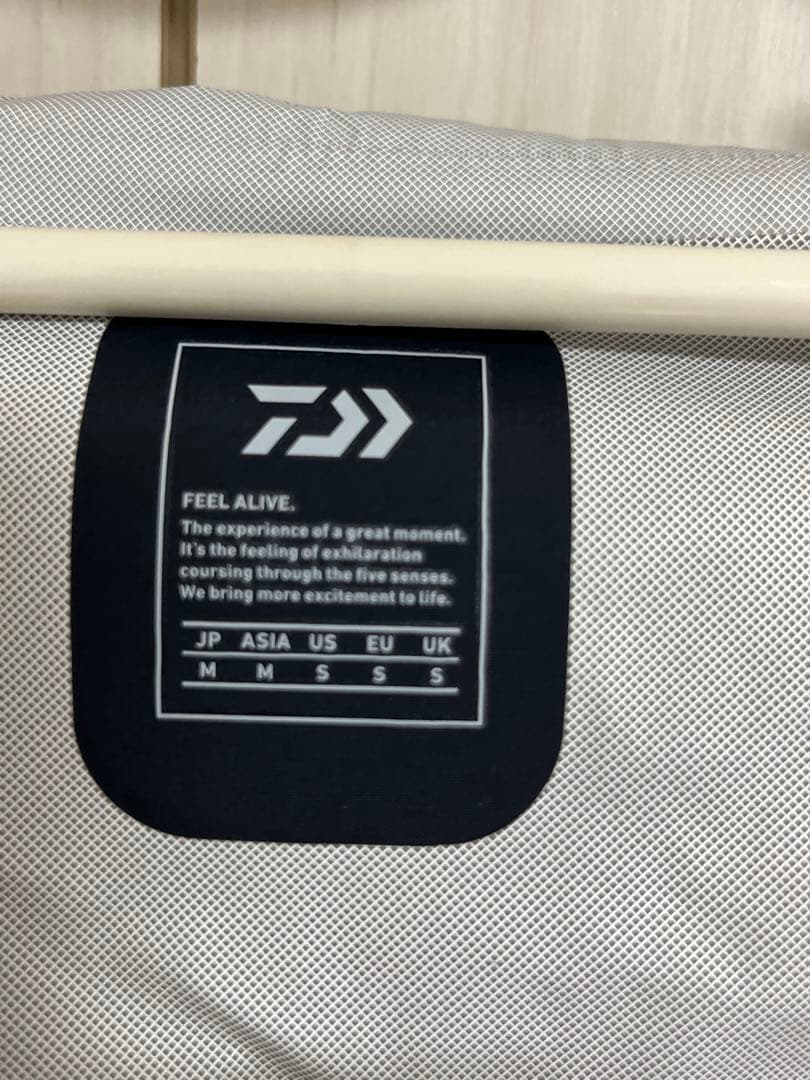 FEEL ALIVE.
The experience of a great moment.
It's the feeling of exhilaration
coursing through the five senses.
We bring more excitement to life.
JP ASIA US EU UK
M M S S S